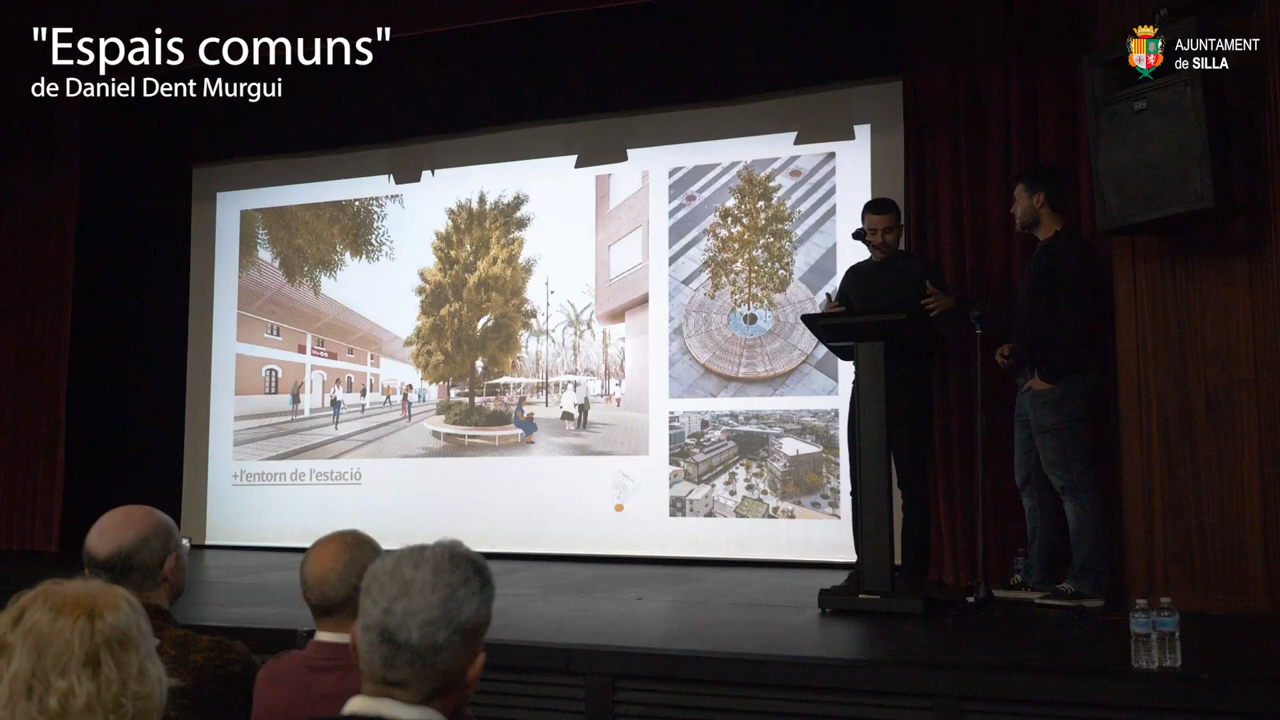 "Espais comuns"
de Daniel Dent Murgui
AJUNTAMENT
de SILLA
+l'entorn de l'estació